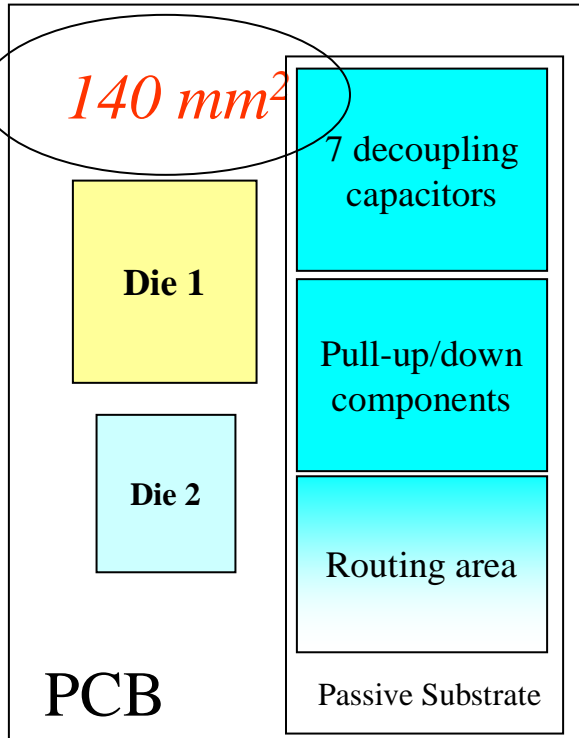 140 mm²
7 decoupling
capacitors
Die 1
Pull-up/down
components
Die 2
Routing area
PCB
Passive Substrate